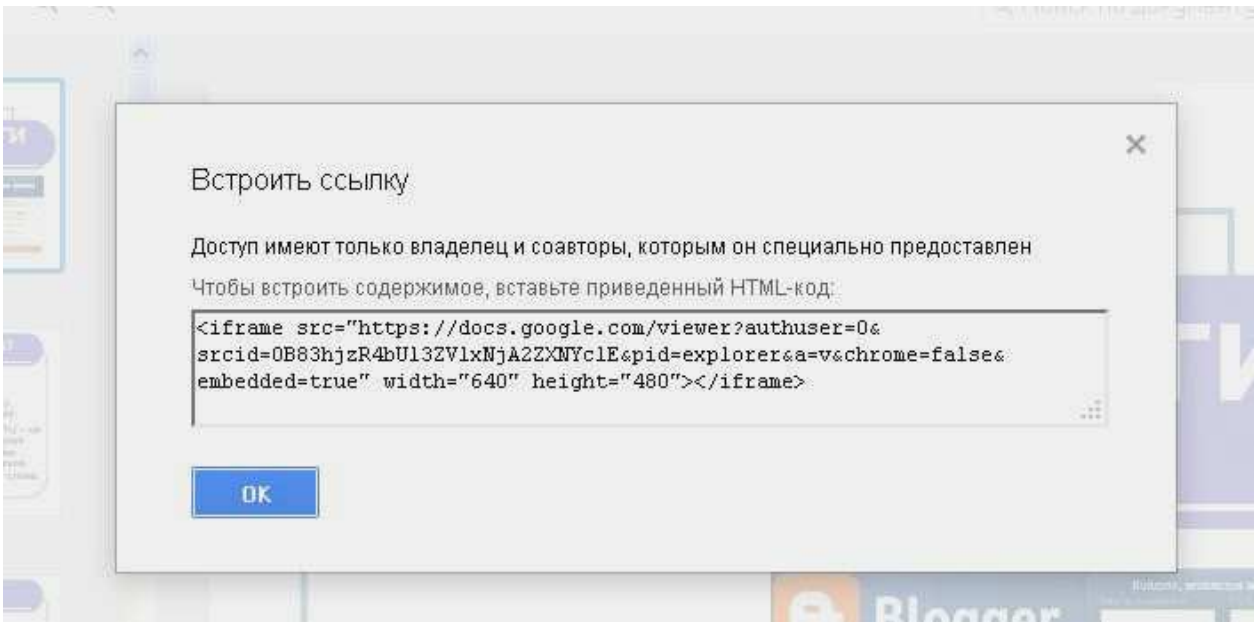 Встроить ссылку
Доступ имеют только владелец и соавторы, которым он специально предоставлен
Чтобы встроить содержимое, вставьте приведенный HTML-код:
<iframe src="https://docs.google.com/viewer?authuser=0&
srcid=0B83hjzR4bUl3ZVlxNjA2ZXNYclE&pid=explorer&a=v&chrome=false&
embedded=true" width="640" height="480"></iframe>
OK
Blogger